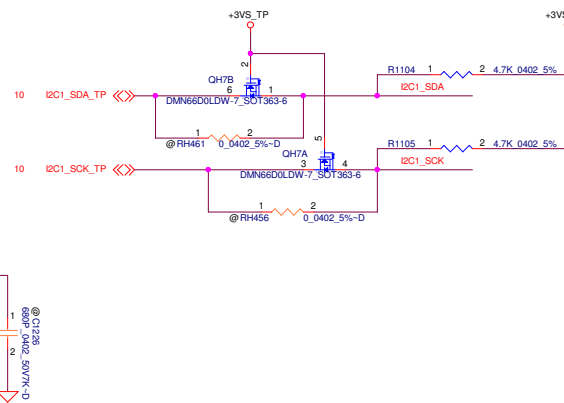 +3VS_TP
+3VS
2
QH7B
6
1
DMN66D0LDW-7_SOT363-6
10 I2C1_SDA_TP
R1104 1 2 4.7K_0402_5%
I2C1_SDA
1 2
@RH461 0_0402_5%~D
5
QH7A
3
4
DMN66D0LDW-7_SOT363-6
10 I2C1_SCK_TP
R1105 1 2 4.7K_0402_5%
I2C1_SCK
1 2
@RH456 0_0402_5%~D
1
2
@C1226
680P_0402_50V7K~D